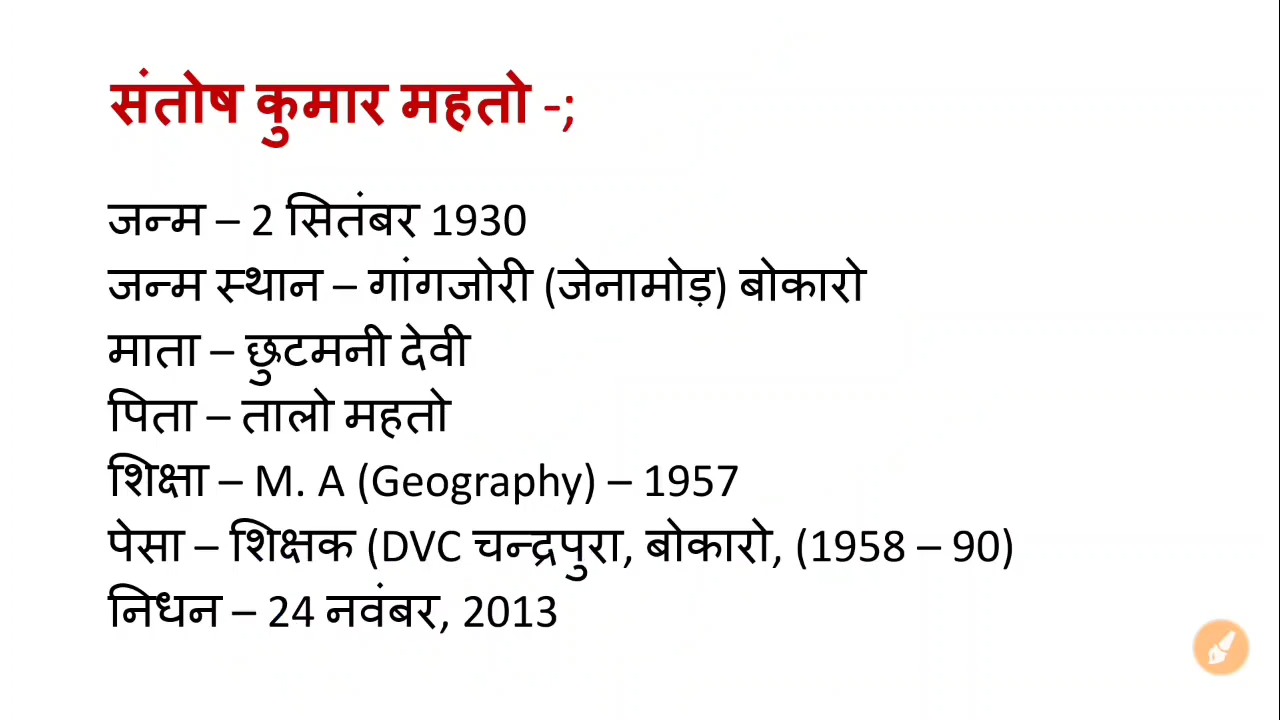 संतोष कुमार महतो -;
जन्म – 2 सितंबर 1930
जन्म स्थान – गांगजोरी (जेनामोड़) बोकारो
माता – छुटमनी देवी
पिता – तालो महतो
शिक्षा – M. A (Geography) – 1957
पेसा – शिक्षक (DVC चन्द्रपुरा, बोकारो, (1958 – 90)
निधन – 24 नवंबर, 2013